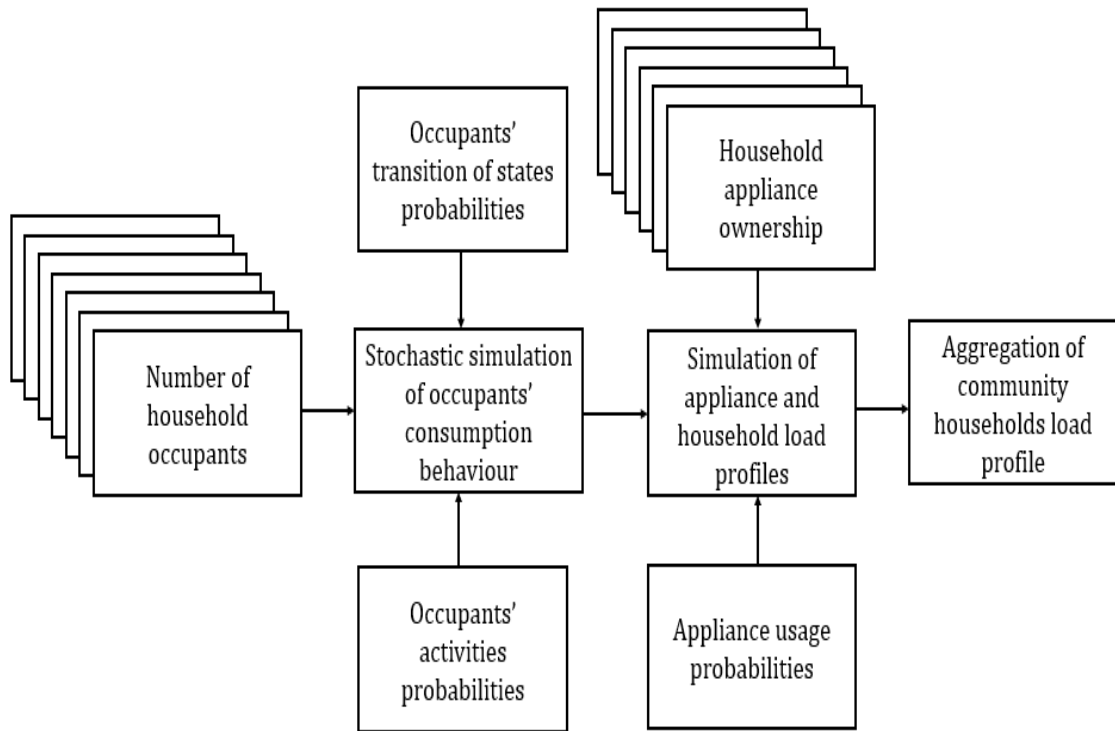 Occupants'
transition of states
probabilities
Household
appliance
ownership
Number of
household
occupants
Stochastic simulation
of occupants'
consumption
behaviour
Simulation of
appliance and
household load
profiles
Aggregation of
community
households load
profile
Occupants'
activities
probabilities
Appliance usage
probabilities